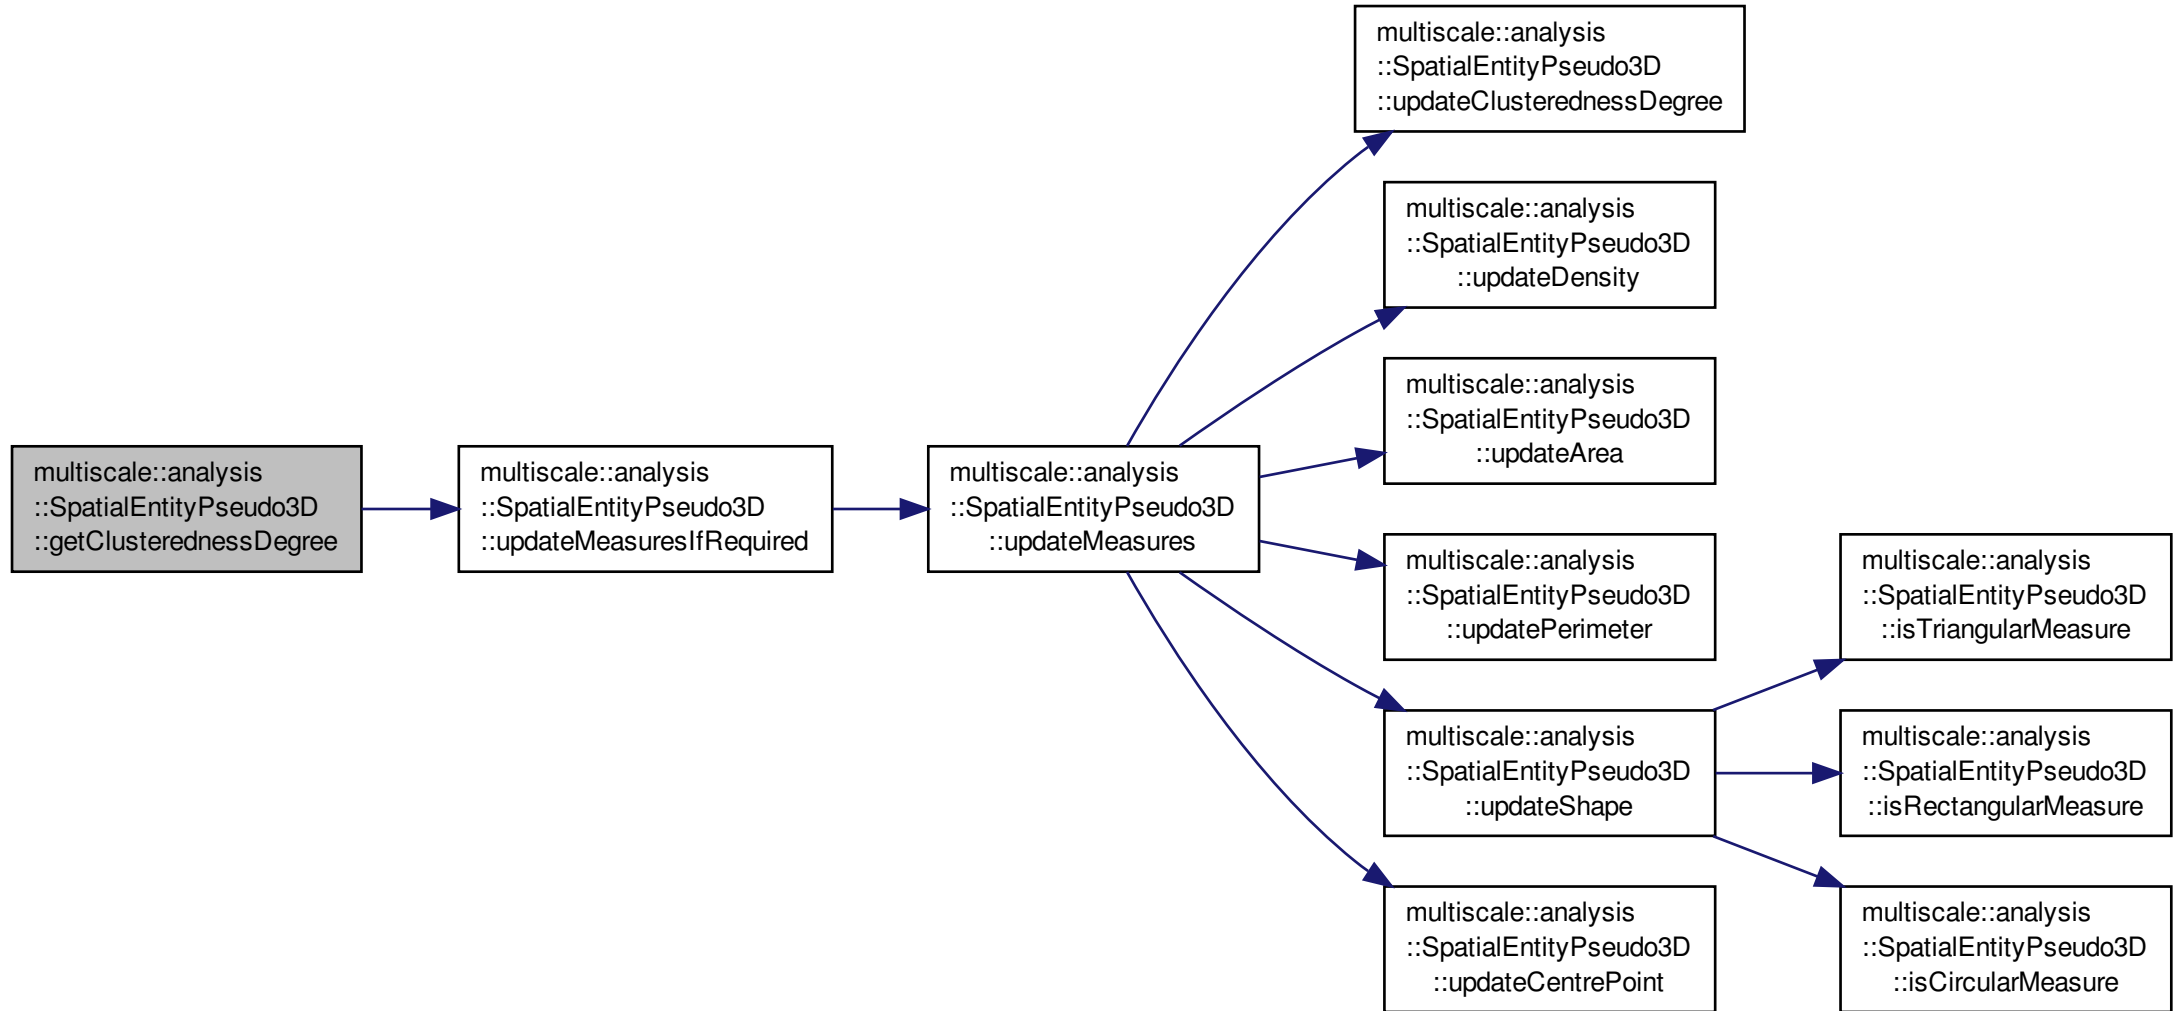 multiscale::analysis
::SpatialEntityPseudo3D
::getClusterednessDegree
multiscale::analysis
::SpatialEntityPseudo3D
::updateMeasuresIfRequired
multiscale::analysis
::SpatialEntityPseudo3D
::updateMeasures
multiscale::analysis
::SpatialEntityPseudo3D
::updateClusterednessDegree
multiscale::analysis
::SpatialEntityPseudo3D
::updateDensity
multiscale::analysis
::SpatialEntityPseudo3D
::updateArea
multiscale::analysis
::SpatialEntityPseudo3D
::updatePerimeter
multiscale::analysis
::SpatialEntityPseudo3D
::updateShape
multiscale::analysis
::SpatialEntityPseudo3D
::updateCentrePoint
multiscale::analysis
::SpatialEntityPseudo3D
::isTriangularMeasure
multiscale::analysis
::SpatialEntityPseudo3D
::isRectangularMeasure
multiscale::analysis
::SpatialEntityPseudo3D
::isCircularMeasure